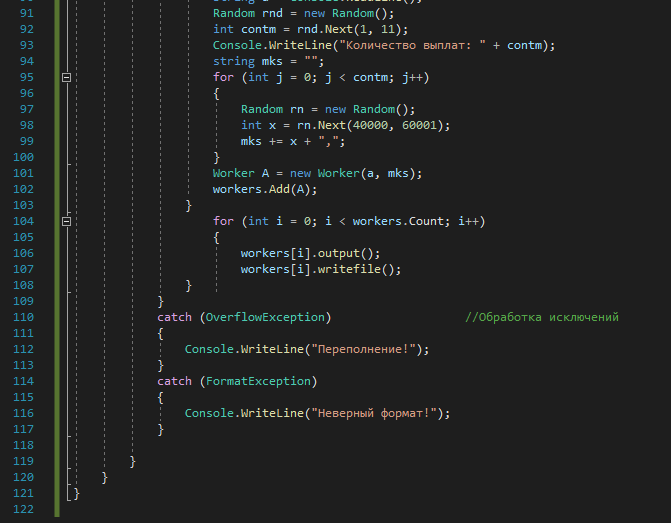 91 Random rnd = new Random();
92 int contm = rnd.Next(1, 11);
93 Console.WriteLine("Количество выплат: " + contm);
94 string mks = "";
95 for (int j = 0; j < contm; j++)
96 {
97 Random rn = new Random();
98 int x = rn.Next(40000, 60001);
99 mks += x + ",";
100 }
101 Worker A = new Worker(a, mks);
102 workers.Add(A);
103 }
104 for (int i = 0; i < workers.Count; i++)
105 {
106 workers[i].output();
107 workers[i].writefile();
108 }
109 }
110 catch (OverflowException) //Обработка исключений
111 {
112 Console.WriteLine("Переполнение!");
113 }
114 catch (FormatException)
115 {
116 Console.WriteLine("Неверный формат!");
117 }
118
119 }
120 }
121 }
122